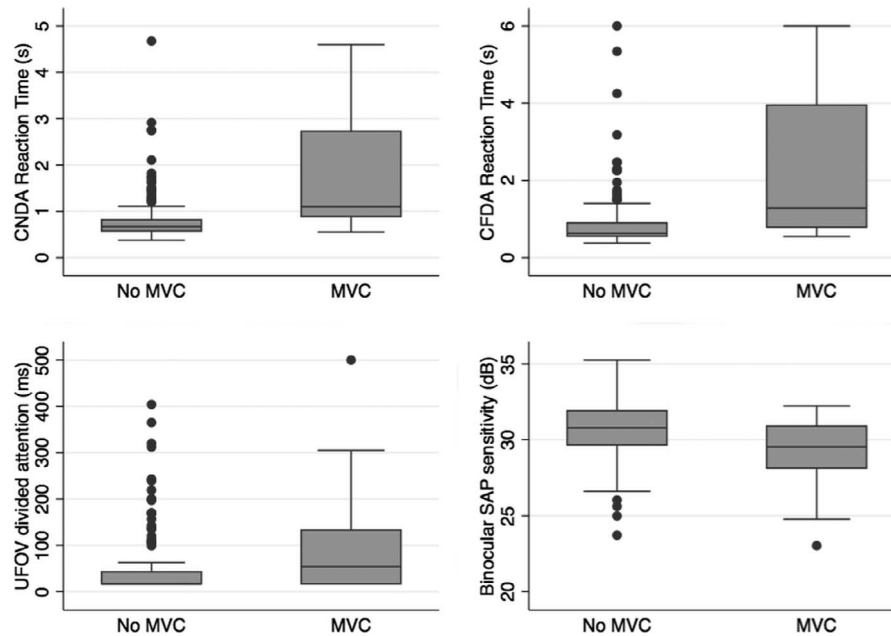 CNDA Reaction Time (s)
5
4
3
2
1
0
No MVC MVC
CFDA Reaction Time (s)
6
4
2
0
No MVC MVC
UFOV divided attention (ms)
500
400
300
200
100
0
No MVC MVC
Binocular SAP sensitivity (dB)
35
30
25
20
No MVC MVC